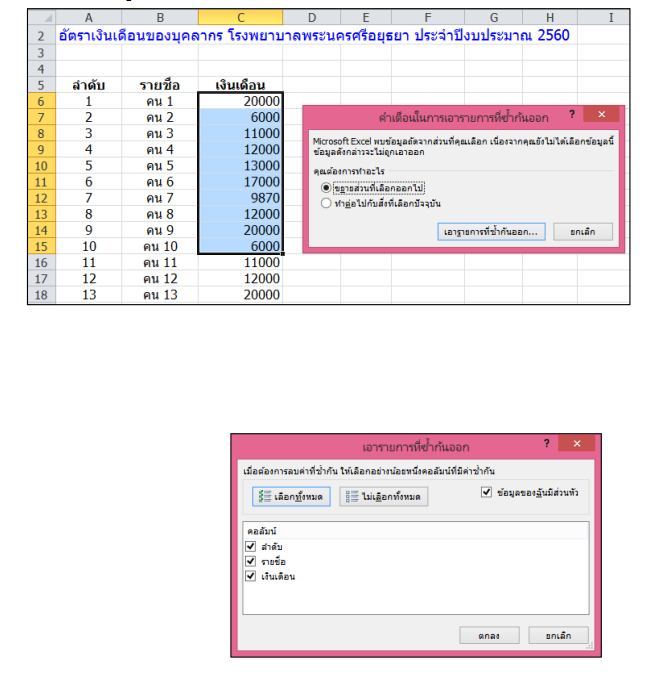 A B C D E F G H I
2 อัตราเงินเดือนของบุคลากร โรงพยาบาลพระนครศรีอยุธยา ประจำปีงบประมาณ 2560
3
4
5 ลำดับ รายชื่อ เงินเดือน
6 1 คน 1 20000
7 2 คน 2 6000
8 3 คน 3 11000
9 4 คน 4 12000
10 5 คน 5 13000
11 6 คน 6 17000
12 7 คน 7 9870
13 8 คน 8 12000
14 9 คน 9 20000
15 10 คน 10 6000
16 11 คน 11 11000
17 12 คน 12 12000
18 13 คน 13 20000
คำเตือนในการเอารายการที่ซ้ำกันออก ? ×
Microsoft Excel พบข้อมูลถัดจากส่วนที่คุณเลือก เนื่องจากคุณยังไม่ได้เลือกข้อมูลนี้
ข้อมูลดังกล่าวจะไม่ถูกเอาออก
คุณต้องการทำอะไร
ขยายส่วนที่เลือกออกไป
ทำต่อไปกับสิ่งที่เลือกปัจจุบัน
เอารายการที่ซ้ำกันออก... ยกเลิก
เอารายการที่ซ้ำกันออก ? ×
เมื่อต้องการลบค่าที่ซ้ำกัน ให้เลือกอย่างน้อยหนึ่งคอลัมน์ที่มีค่าซ้ำกัน
เลือกทั้งหมด ไม่เลือกทั้งหมด ข้อมูลของฉันมีส่วนหัว
คอลัมน์
ลำดับ
รายชื่อ
เงินเดือน
ตกลง ยกเลิก